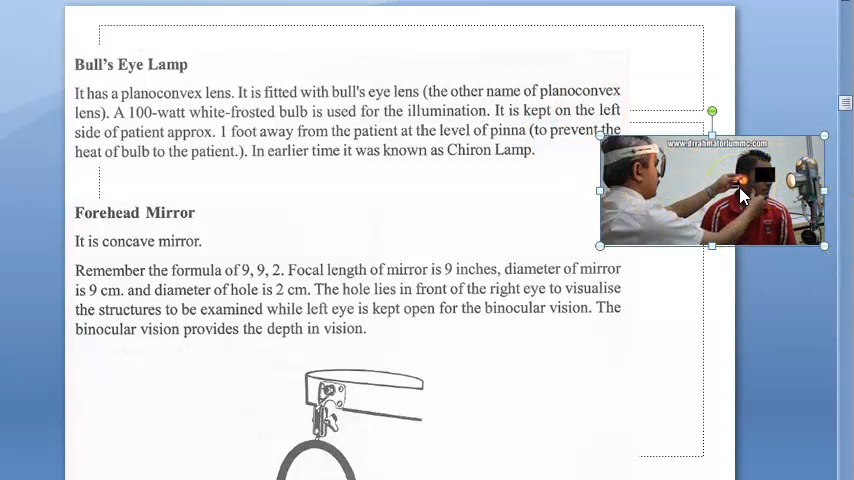 Bull's Eye Lamp
It has a planoconvex lens. It is fitted with bull's eye lens (the other name of planoconvex
lens). A 100-watt white-frosted bulb is used for the illumination. It is kept on the left
side of patient approx. 1 foot away from the patient at the level of pinna (to prevent the
heat of bulb to the patient.). In earlier time it was known as Chiron Lamp.
www.drrahmatorlummc.com
Forehead Mirror
It is concave mirror.
Remember the formula of 9, 9, 2. Focal length of mirror is 9 inches, diameter of mirror
is 9 cm. and diameter of hole is 2 cm. The hole lies in front of the right eye to visualise
the structures to be examined while left eye is kept open for the binocular vision. The
binocular vision provides the depth in vision.